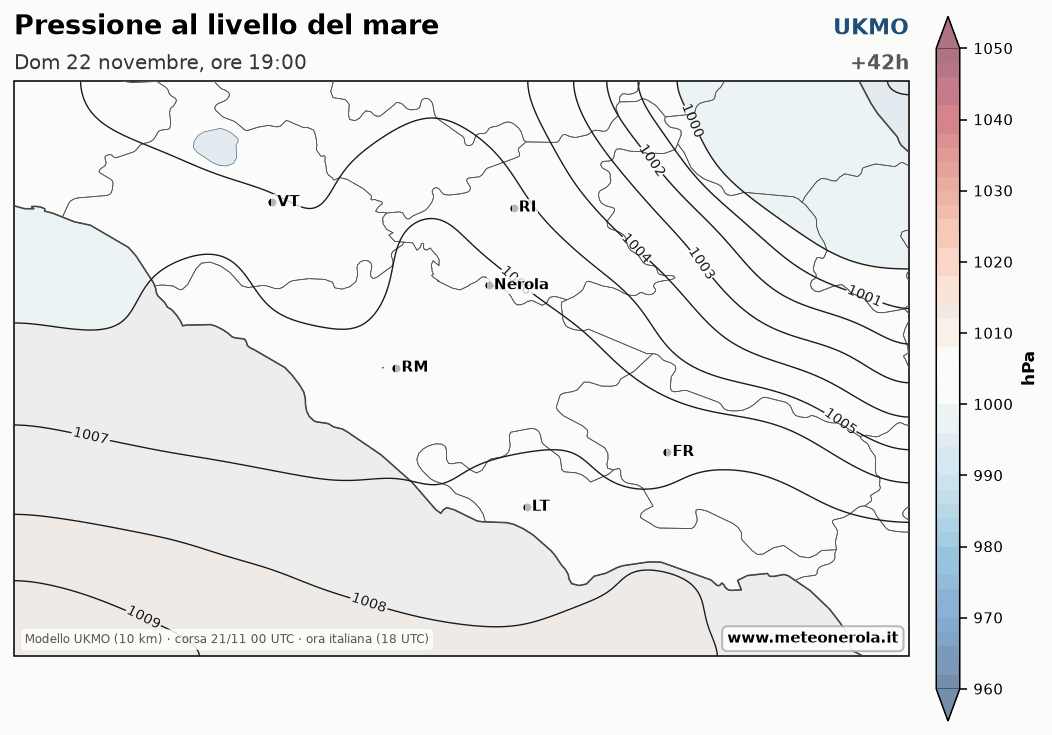 Pressione al livello del mare
UKMO
Dom 22 novembre, ore 19:00
+42h
1050
1040
1030
1020
1010
1000
990
980
970
960
hPa
1000
1002
VT
RI
1004
1003
Nerola
1001
RM
1005
1007
FR
LT
1008
1009
Modello UKMO (10 km) · corsa 21/11 00 UTC · ora italiana (18 UTC)
www.meteonerola.it